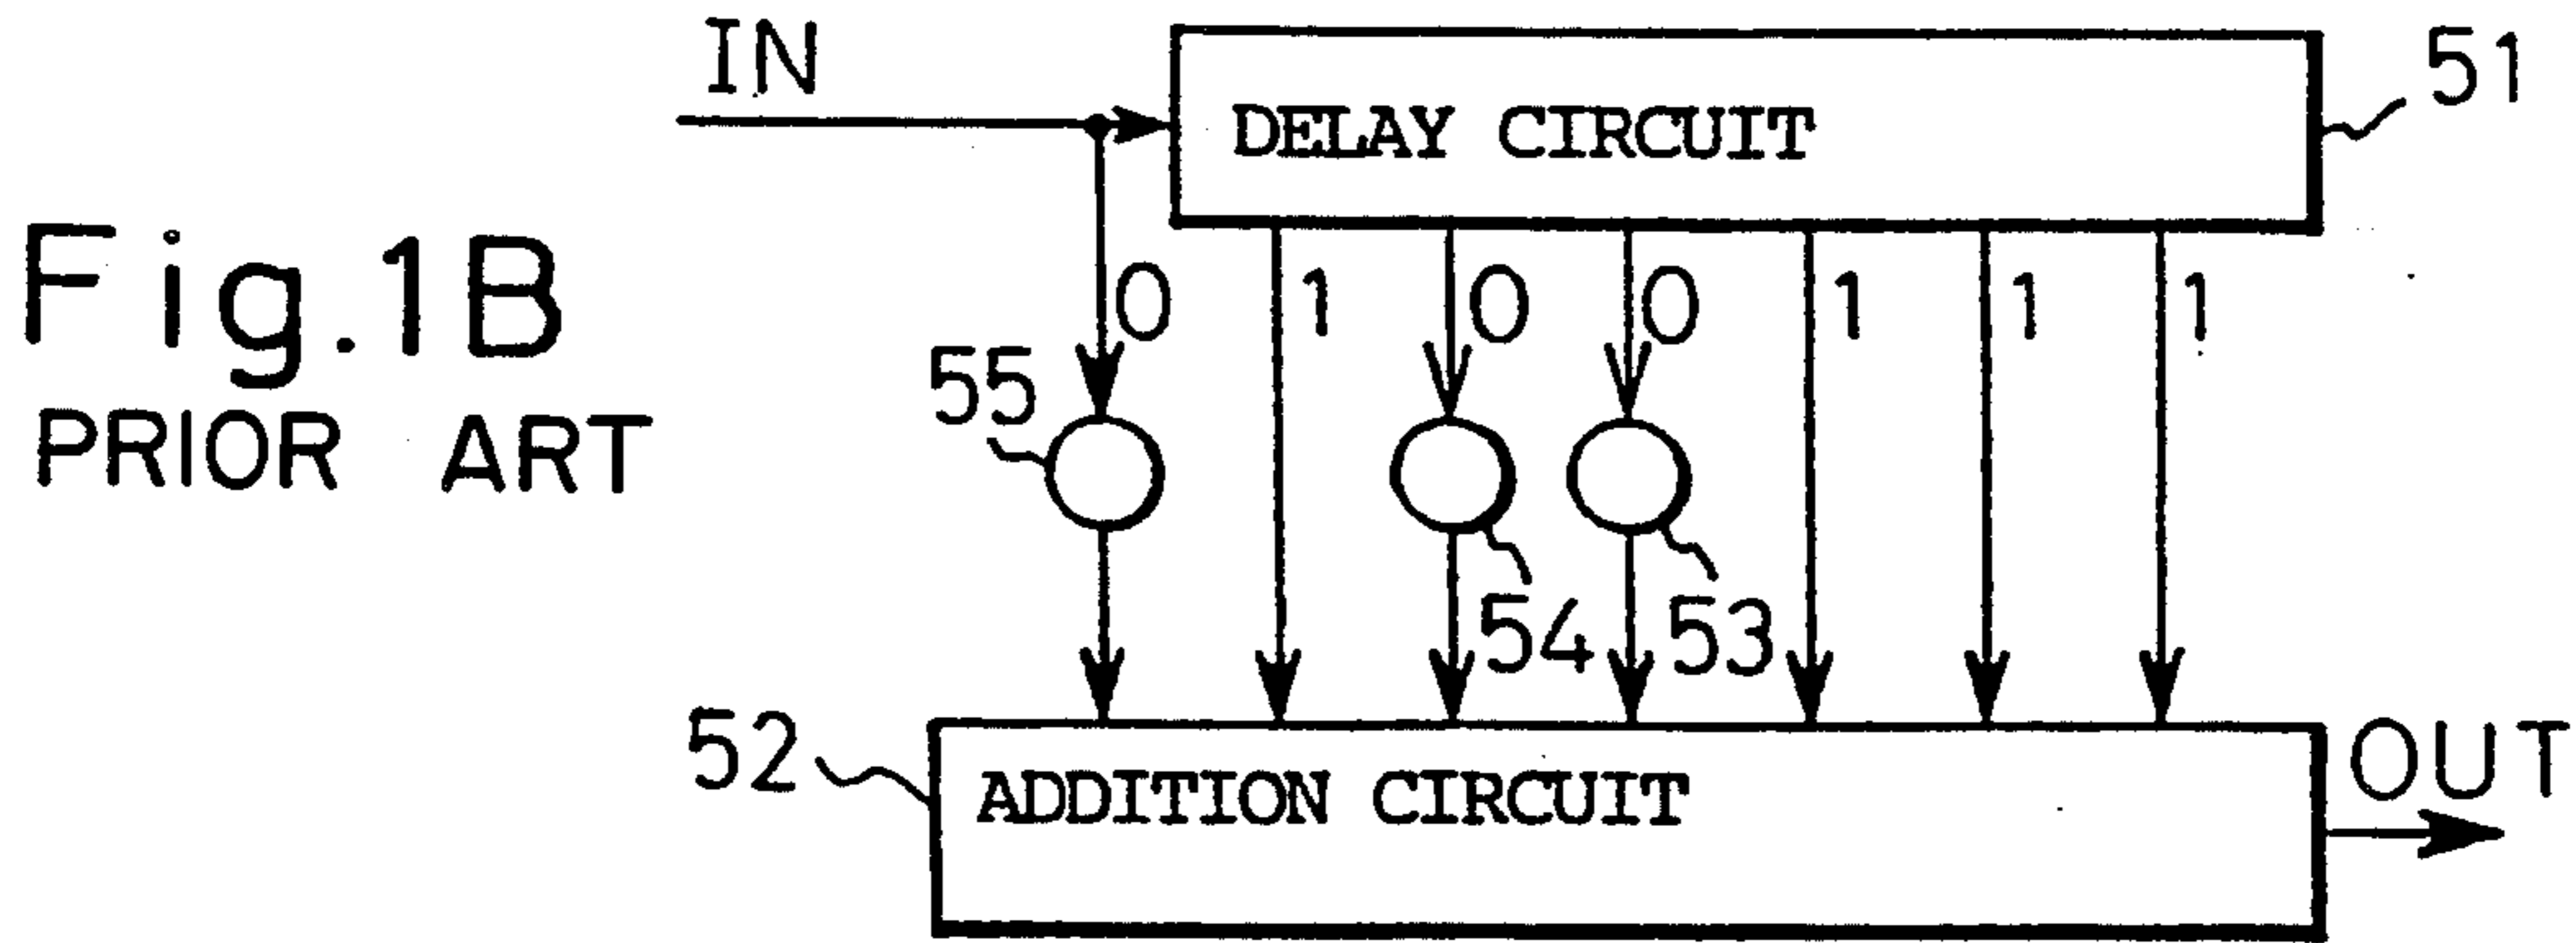 IN
DELAY CIRCUIT
51
Fig.1B
PRIOR ART
0 1 0 0 1 1 1
55
54
53
52
ADDITION CIRCUIT
OUT